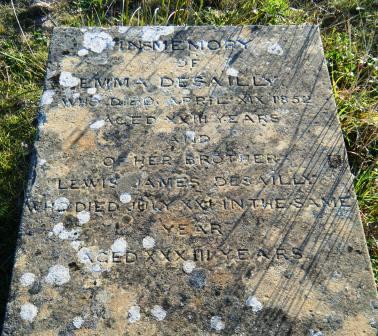 IN MEMORY
OF
EMMA DESAILLY
WHO DIED APRIL XIX 1852
AGED XXIII YEARS
AND
OF HER BROTHER
LEWIS JAMES DESAILLY
WHO DIED JULY XXI IN THE SAME
YEAR
AGED XXXIII YEARS